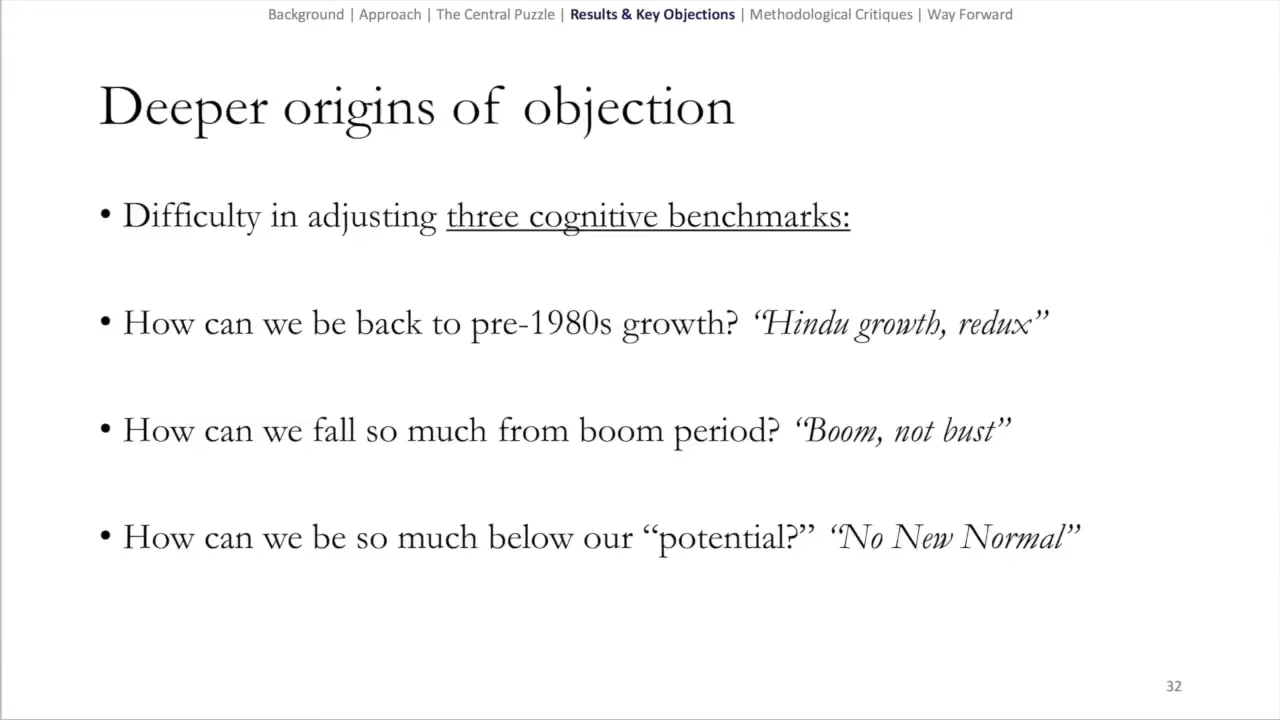 Background | Approach | The Central Puzzle | Results & Key Objections | Methodological Critiques | Way Forward
Deeper origins of objection
• Difficulty in adjusting three cognitive benchmarks:
• How can we be back to pre-1980s growth? “Hindu growth, redux”
• How can we fall so much from boom period? “Boom, not bust”
• How can we be so much below our “potential?” “No New Normal”
32